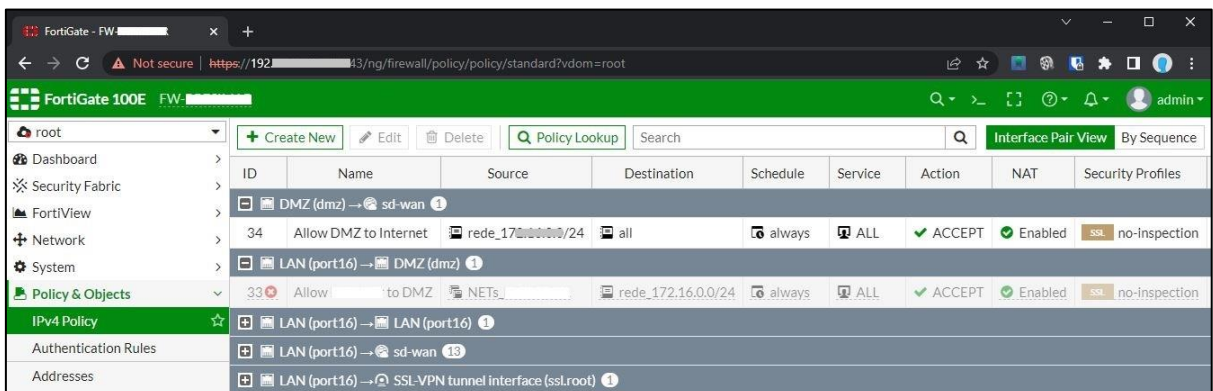 FortiGate - FW-
Not secure https://192. 43/ng/firewall/policy/policy/standard?vdom=root
FortiGate 100E FW- admin
root + Create New Edit Delete Policy Lookup Search Interface Pair View By Sequence
Dashboard
ID Name Source Destination Schedule Service Action NAT Security Profiles
Security Fabric
DMZ (dmz) → sd-wan 1
FortiView
34 Allow DMZ to Internet rede_17 /24 all always ALL ACCEPT Enabled SSL no-inspection
Network
System
LAN (port16) → DMZ (dmz) 1
Policy & Objects
33 Allow to DMZ NETs_ rede_172.16.0.0/24 always ALL ACCEPT Enabled SSL no-inspection
IPv4 Policy
LAN (port16) → LAN (port16) 1
Authentication Rules
LAN (port16) → sd-wan 13
Addresses
LAN (port16) → SSL-VPN tunnel interface (ssl.root) 1